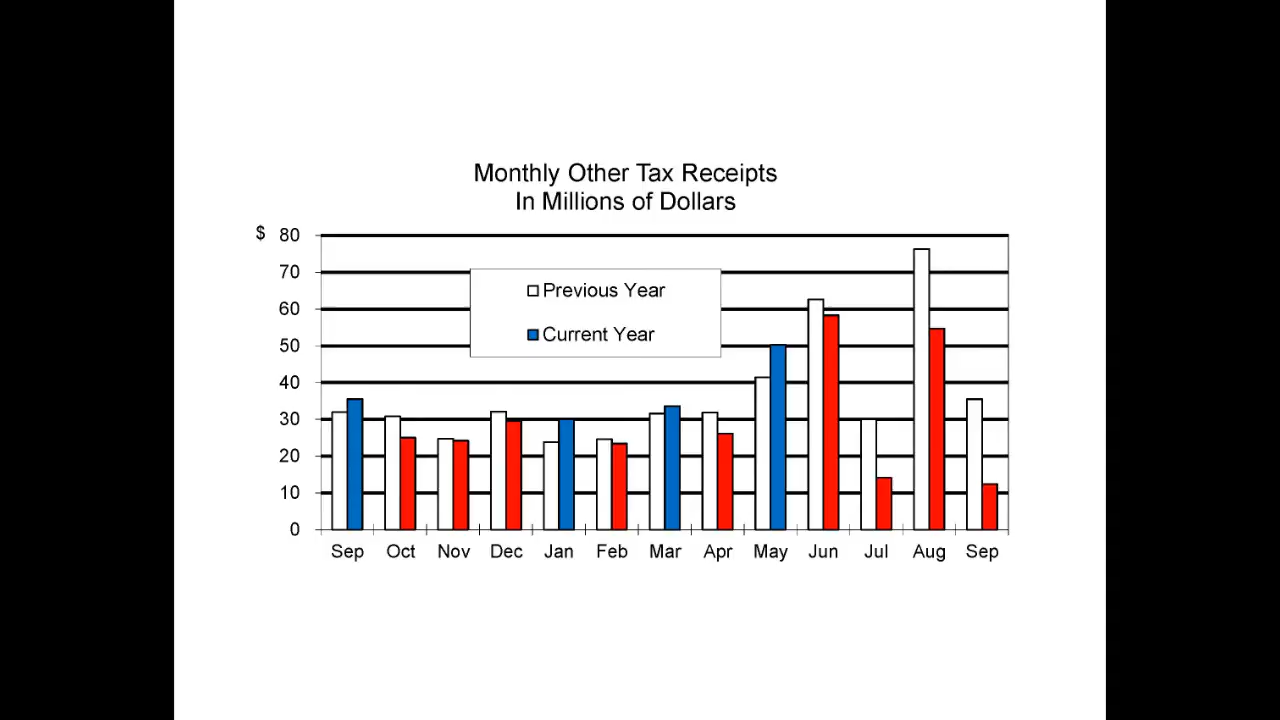 Monthly Other Tax Receipts
In Millions of Dollars
$ 80
70
60
50
40
30
20
10
0
Previous Year
Current Year
Sep Oct Nov Dec Jan Feb Mar Apr May Jun Jul Aug Sep